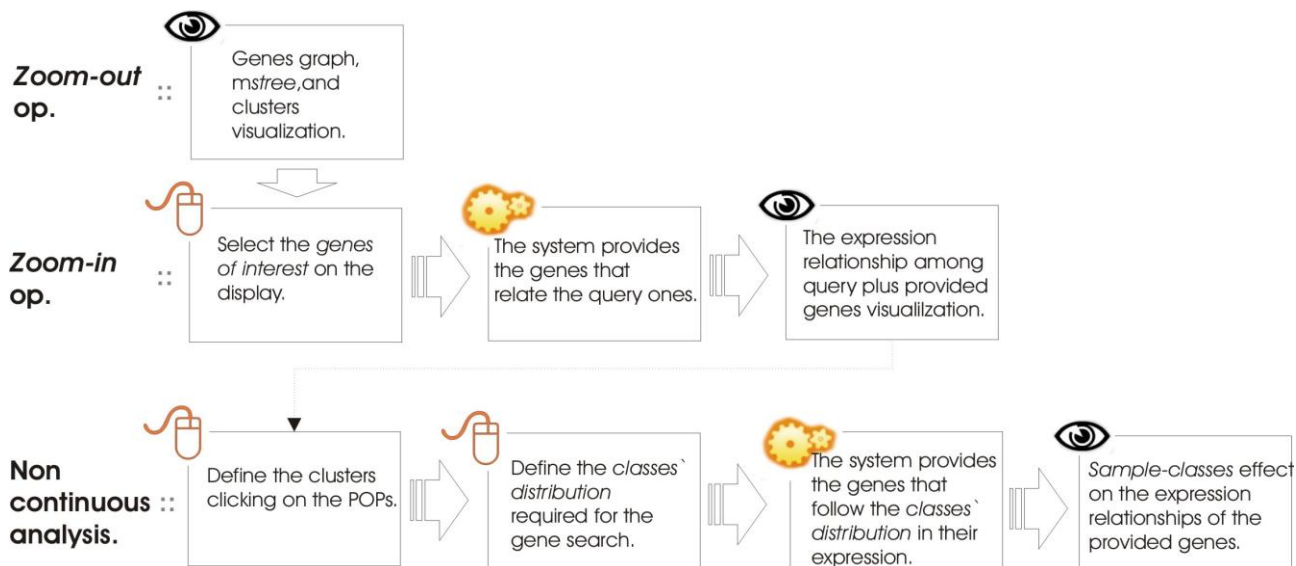 Zoom-out
op.
::
Genes graph,
mstree,and
clusters
visualization.
Zoom-in
op.
::
Select the genes
of interest on the
display.
The system provides
the genes that
relate the query ones.
The expression
relationship among
query plus provided
genes visualilzation.
Non
continuous
analysis.
::
Define the clusters
clicking on the POPs.
Define the classes`
distribution
required for the
gene search.
The system provides
the genes that
follow the classes`
distribution in their
expression.
Sample-classes effect
on the expression
relationships of the
provided genes.